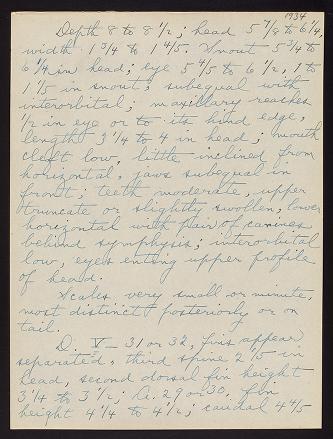 1934
Depth 8 to 8 1/2; head 5 7/8 to 6 1/4,
width 1 3/4 to 1 4/5. Snout 5 3/4 to
6 1/4 in head; eye 5 4/5 to 6 1/2, 1 to
1 1/5 in snout, subequal with
interorbital; maxillary reaches
1/2 in eye or to its hind edge,
length 3 1/4 to 4 in head; mouth
cleft low, little inclined from
horizontal, jaws subequal in
front; teeth moderate, upper
truncate or slightly swollen, lower
horizontal with pair of canines
behind symphysis; interorbital
low, eyes entering upper profile
of head.
Scales very small or minute,
most distinct posteriorly or on
tail.
D. V - 31 or 32, fins appear
separated, third spine 2 1/5 in
head, second dorsal fin height
3 1/4 to 3 1/2; A. 29 or 30, fin
height 4 1/4 to 4 1/2; caudal 4 4/5